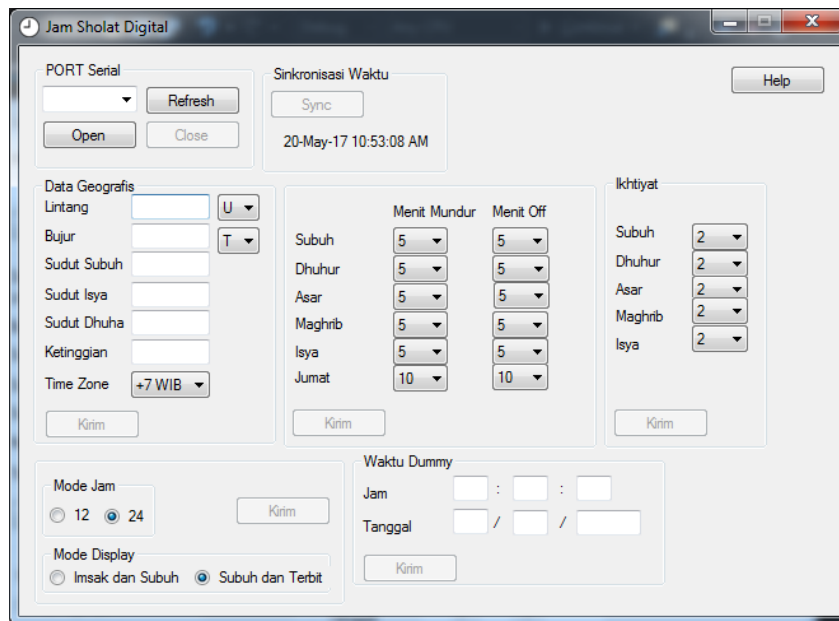 Jam Sholat Digital
PORT Serial
Refresh
Open Close
Sinkronisasi Waktu
Sync
20-May-17 10:53:08 AM
Help
Data Geografis
Lintang U
Bujur T
Sudut Subuh
Sudut Isya
Sudut Dhuha
Ketinggian
Time Zone +7 WIB
Kirim
Menit Mundur Menit Off
Subuh 5 5
Dhuhur 5 5
Asar 5 5
Maghrib 5 5
Isya 5 5
Jumat 10 10
Kirim
Ikhtiyat
Subuh 2
Dhuhur 2
Asar 2
Maghrib 2
Isya 2
Kirim
Mode Jam
12 24
Kirim
Mode Display
Imsak dan Subuh Subuh dan Terbit
Waktu Dummy
Jam : :
Tanggal / /
Kirim